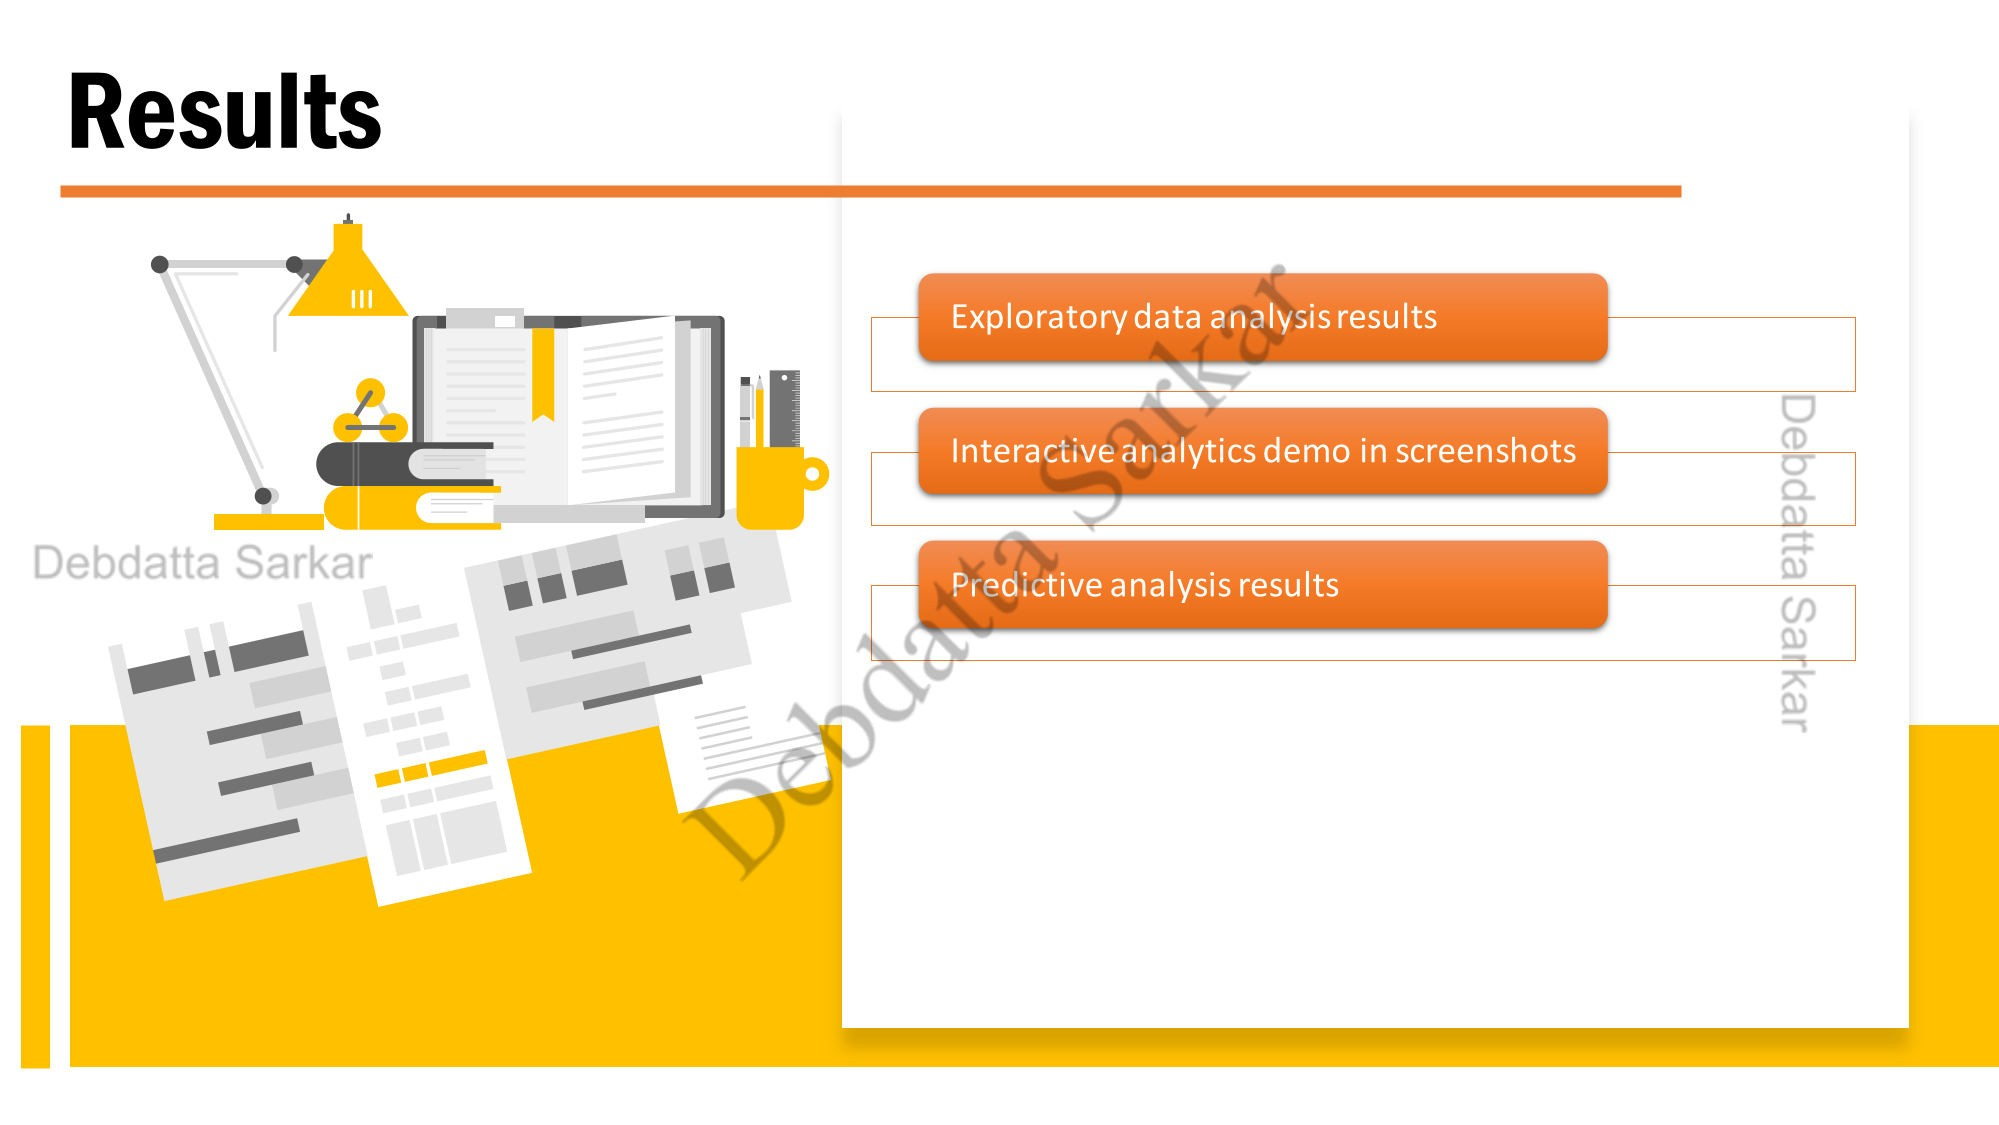 Results
Exploratory data analysis results
Interactive analytics demo in screenshots
Predictive analysis results
Debdatta Sarkar
Debdatta Sarkar
Debdatta Sarkar